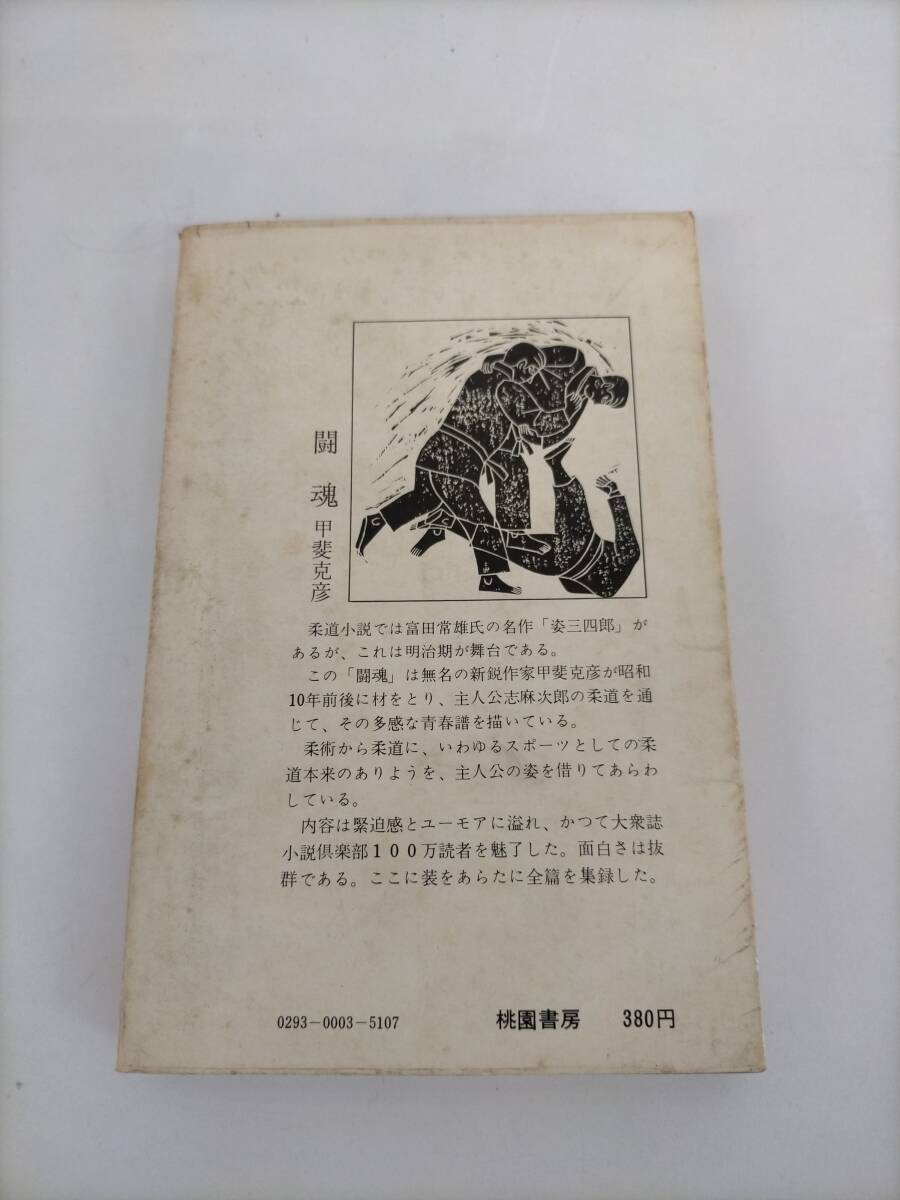 闘魂
甲斐克彦
柔道小説では富田常雄氏の名作「姿三四郎」が
あるが、これは明治期が舞台である。
この「闘魂」は無名の新鋭作家甲斐克彦が昭和
10年前後に材をとり、主人公志麻次郎の柔道を通
じて、その多感な青春譜を描いている。
柔術から柔道に、いわゆるスポーツとしての柔
道本来のありようを、主人公の姿を借りてあらわ
している。
内容は緊迫感とユーモアに溢れ、かつて大衆誌
小説倶楽部100万読者を魅了した。面白さは抜
群である。ここに装をあらたに全篇を集録した。
0293-0003-5107 桃園書房 380円